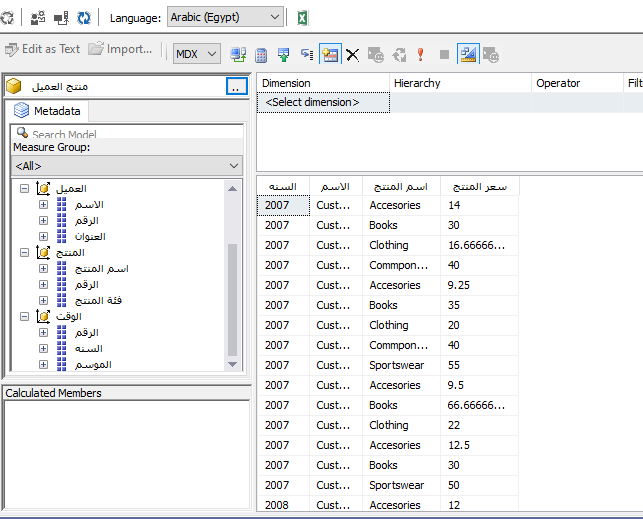 Language: Arabic (Egypt)
Edit as Text Import... MDX
منتج العميل ..
Metadata
Search Model
Measure Group:
<All>
العميل
الاسم
الرقم
العنوان
المنتج
اسم المنتج
الرقم
فئة المنتج
الوقت
الرقم
السنه
الموسم
Calculated Members
Dimension Hierarchy Operator Filt
<Select dimension>
السنه الاسم اسم المنتج سعر المنتج
2007 Cust... Accesories 14
2007 Cust... Books 30
2007 Cust... Clothing 16.66666...
2007 Cust... Commpon... 40
2007 Cust... Accesories 9.25
2007 Cust... Books 35
2007 Cust... Clothing 20
2007 Cust... Commpon... 40
2007 Cust... Sportswear 55
2007 Cust... Accesories 9.5
2007 Cust... Books 66.66666...
2007 Cust... Clothing 22
2007 Cust... Accesories 12.5
2007 Cust... Books 30
2007 Cust... Sportswear 50
2008 Cust... Accesories 12